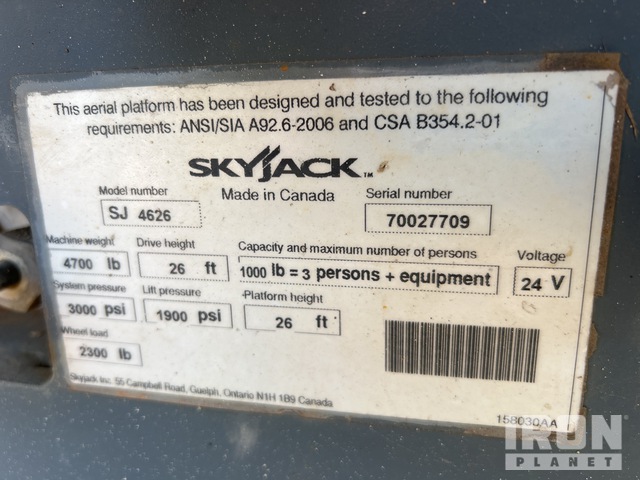 This aerial platform has been designed and tested to the following
requirements: ANSI/SIA A92.6-2006 and CSA B354.2-01
SKYJACK TM
Made in Canada
Model number
SJ 4626
Serial number
70027709
Machine weight
4700 lb
Drive height
26 ft
Capacity and maximum number of persons
1000 lb = 3 persons + equipment
Voltage
24 V
System pressure
3000 psi
Lift pressure
1900 psi
Platform height
26 ft
Wheel load
2300 lb
Skyjack Inc. 55 Campbell Road, Guelph, Ontario N1H 1B9 Canada
158030AA
IRON
PLANET